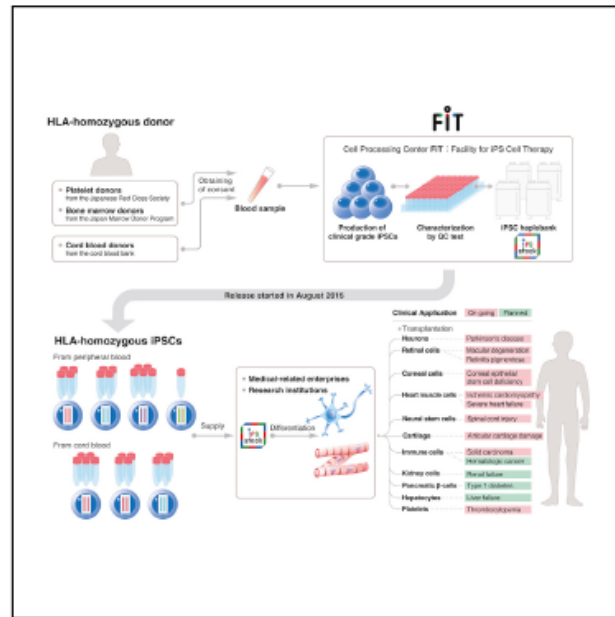 FiT
HLA-homozygous donor
Cell Processing Center FiT : Facility for iPS Cell Therapy
• Platelet donors
from the Japanese Red Cross Society
• Bone marrow donors
from the Japan Marrow Donor Program
• Cord blood donors
from the cord blood bank
Obtaining
of consent
Blood sample
Production of
clinical grade iPSCs
Characterization
by QC test
iPSC haplobank
iPS
stock
Release started in August 2015
HLA-homozygous iPSCs
From peripheral blood
From cord blood
Supply
• Medical-related enterprises
• Research institutions
iPS
stock
Differentiation
Clinical Application
On going
Planned
Transplantation
Neurons
Parkinson's disease
Retinal cells
Macular degeneration
Retinitis pigmentosa
Corneal cells
Corneal epithelial
stem cell deficiency
Heart muscle cells
Ischemic cardiomyopathy
Severe heart failure
Neural stem cells
Spinal cord injury
Cartilage
Articular cartilage damage
Immune cells
Solid carcinoma
Hematologic cancer
Kidney cells
Renal failure
Pancreatic β-cells
Type 1 diabetes
Hepatocytes
Liver failure
Platelets
Thrombocytopenia